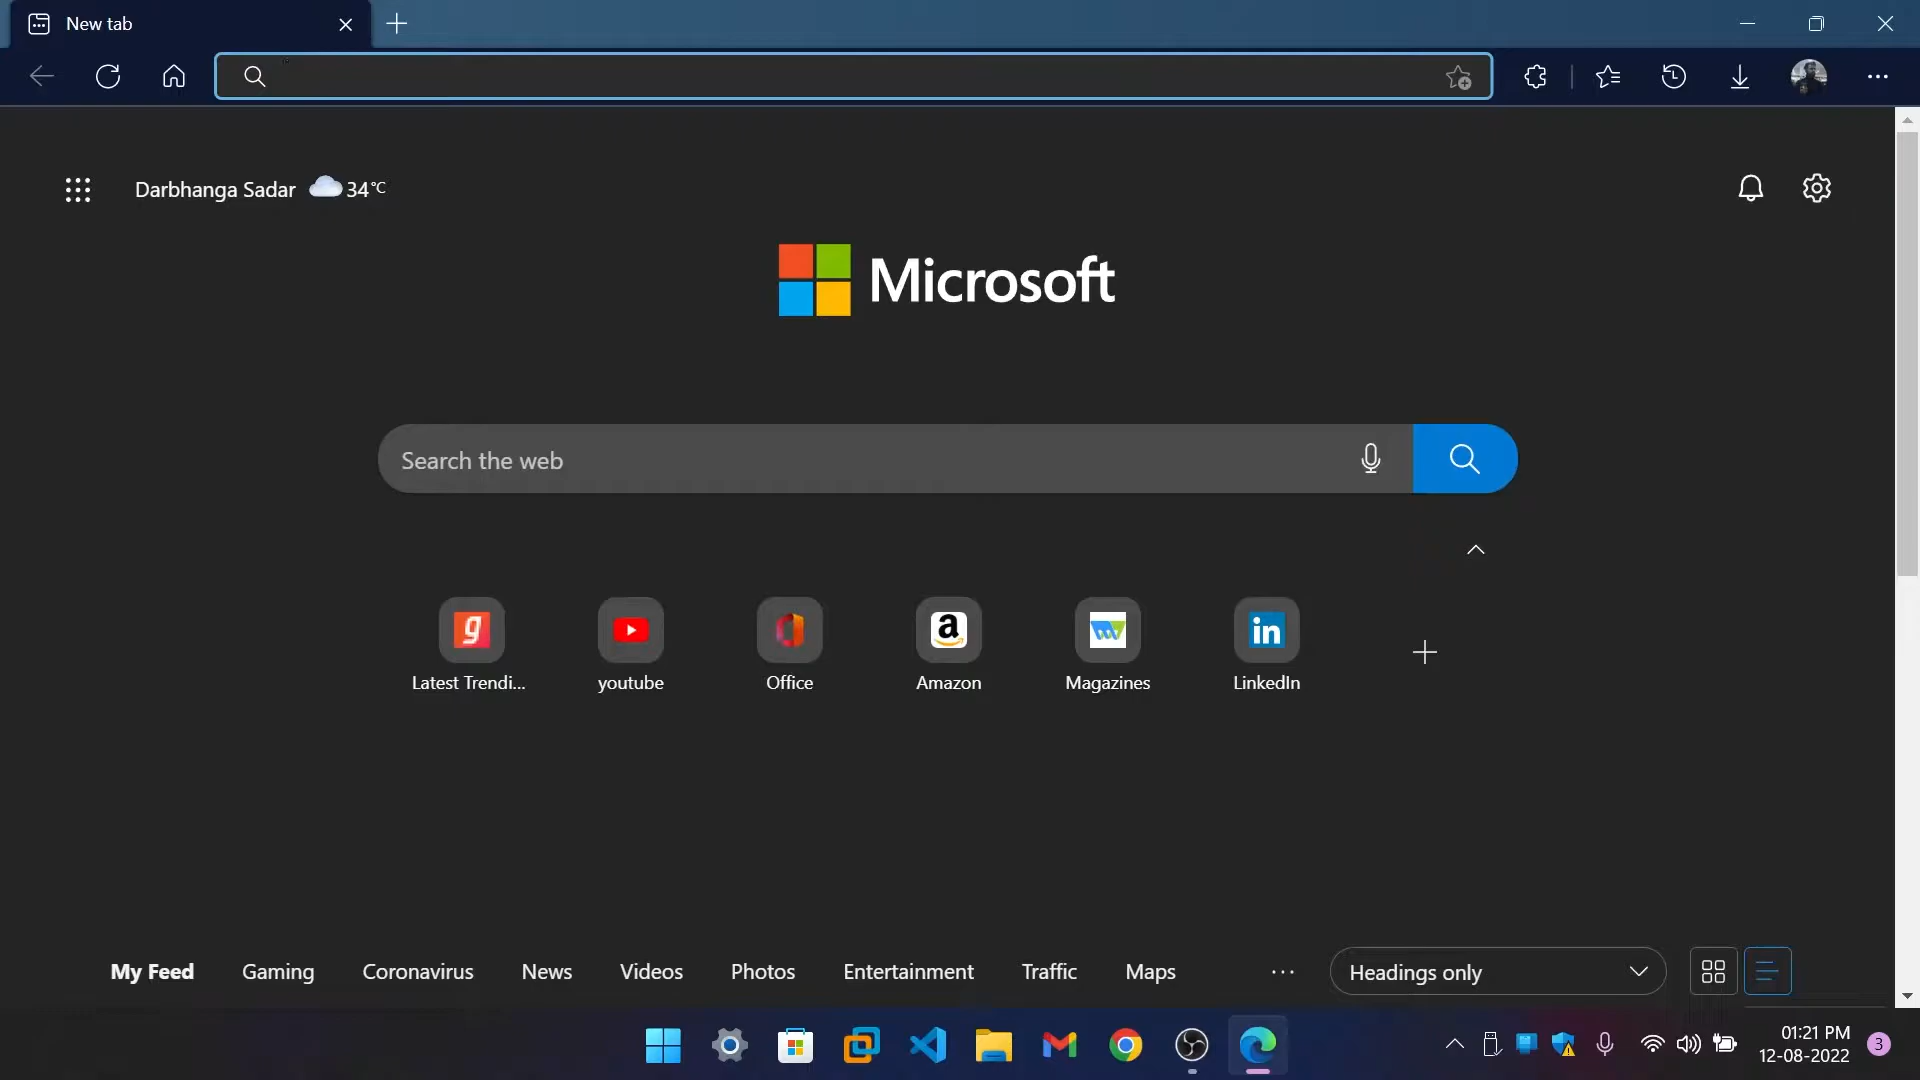 New tab
Darbhanga Sadar 34°C
Microsoft
Search the web
g
a
in
Latest Trendi... youtube Office Amazon Magazines LinkedIn
My Feed Gaming Coronavirus News Videos Photos Entertainment Traffic Maps ... Headings only
01:21 PM
12-08-2022 3